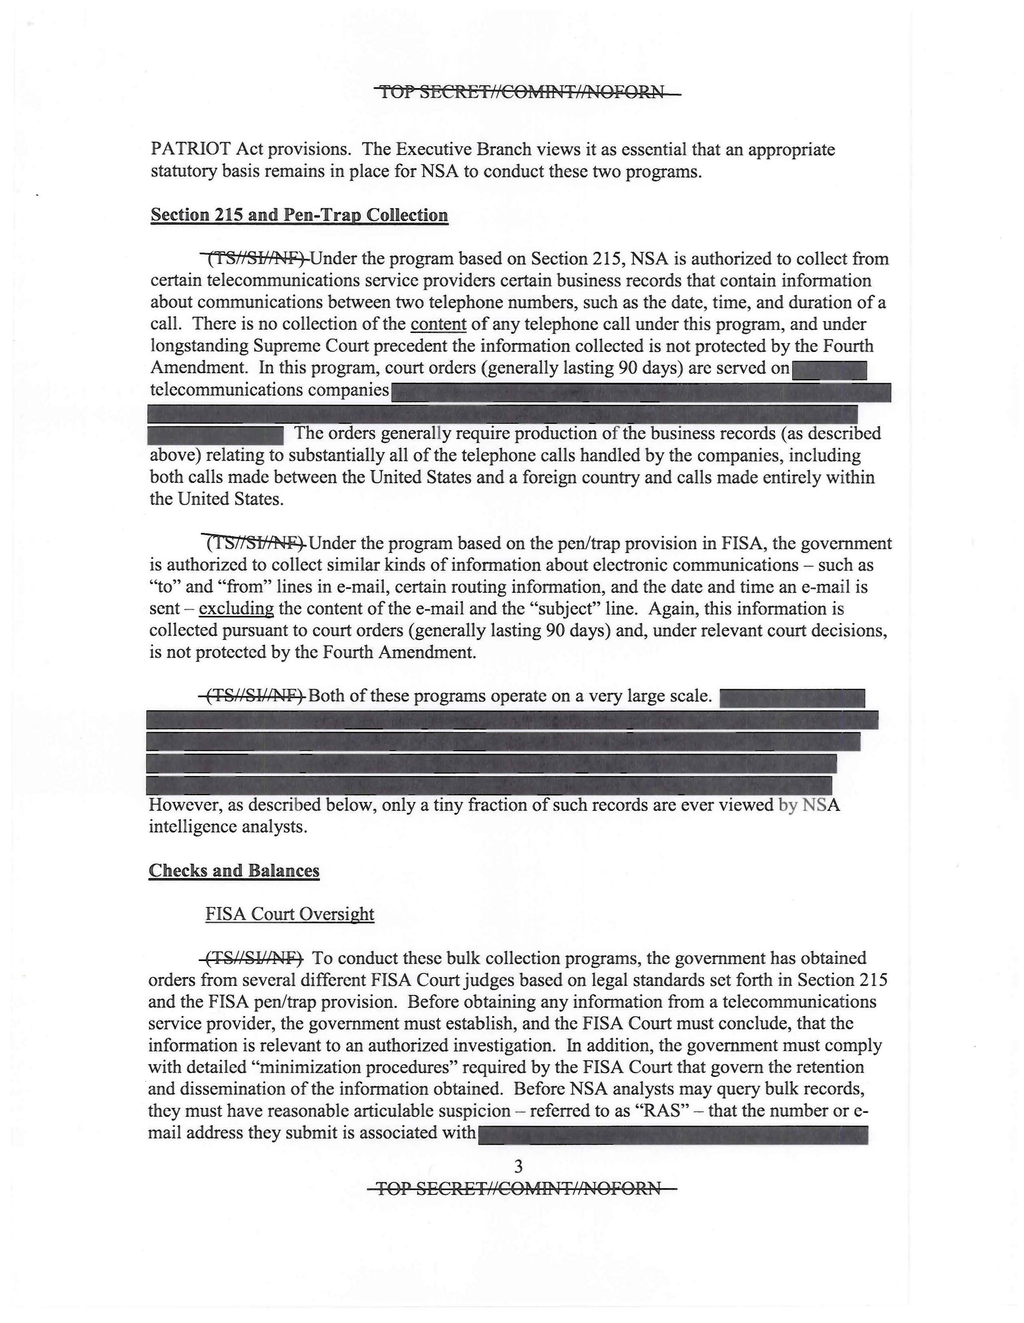 TOP SECRET//COMINT//NOFORN
PATRIOT Act provisions. The Executive Branch views it as essential that an appropriate
statutory basis remains in place for NSA to conduct these two programs.
Section 215 and Pen-Trap Collection
(TS//SI//NF) Under the program based on Section 215, NSA is authorized to collect from
certain telecommunications service providers certain business records that contain information
about communications between two telephone numbers, such as the date, time, and duration of a
call. There is no collection of the content of any telephone call under this program, and under
longstanding Supreme Court precedent the information collected is not protected by the Fourth
Amendment. In this program, court orders (generally lasting 90 days) are served on
telecommunications companies
The orders generally require production of the business records (as described
above) relating to substantially all of the telephone calls handled by the companies, including
both calls made between the United States and a foreign country and calls made entirely within
the United States.
(TS//SI//NF) Under the program based on the pen/trap provision in FISA, the government
is authorized to collect similar kinds of information about electronic communications – such as
“to” and “from” lines in e-mail, certain routing information, and the date and time an e-mail is
sent – excluding the content of the e-mail and the “subject” line. Again, this information is
collected pursuant to court orders (generally lasting 90 days) and, under relevant court decisions,
is not protected by the Fourth Amendment.
(TS//SI//NF) Both of these programs operate on a very large scale.
However, as described below, only a tiny fraction of such records are ever viewed by NSA
intelligence analysts.
Checks and Balances
FISA Court Oversight
(TS//SI//NF) To conduct these bulk collection programs, the government has obtained
orders from several different FISA Court judges based on legal standards set forth in Section 215
and the FISA pen/trap provision. Before obtaining any information from a telecommunications
service provider, the government must establish, and the FISA Court must conclude, that the
information is relevant to an authorized investigation. In addition, the government must comply
with detailed “minimization procedures” required by the FISA Court that govern the retention
and dissemination of the information obtained. Before NSA analysts may query bulk records,
they must have reasonable articulable suspicion – referred to as “RAS” – that the number or e-
mail address they submit is associated with
3
TOP SECRET//COMINT//NOFORN